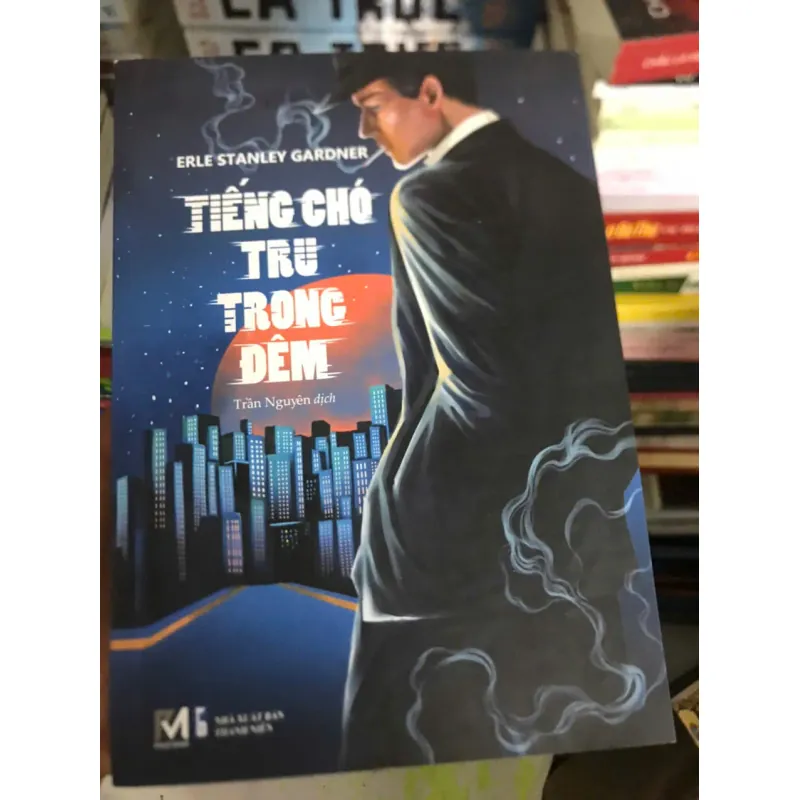 ERLE STANLEY GARDNER
TIẾNG CHÓ
TRU
TRONG
ĐÊM
Trần Nguyên dịch
NHÀ XUẤT BẢN
THANH NIÊN